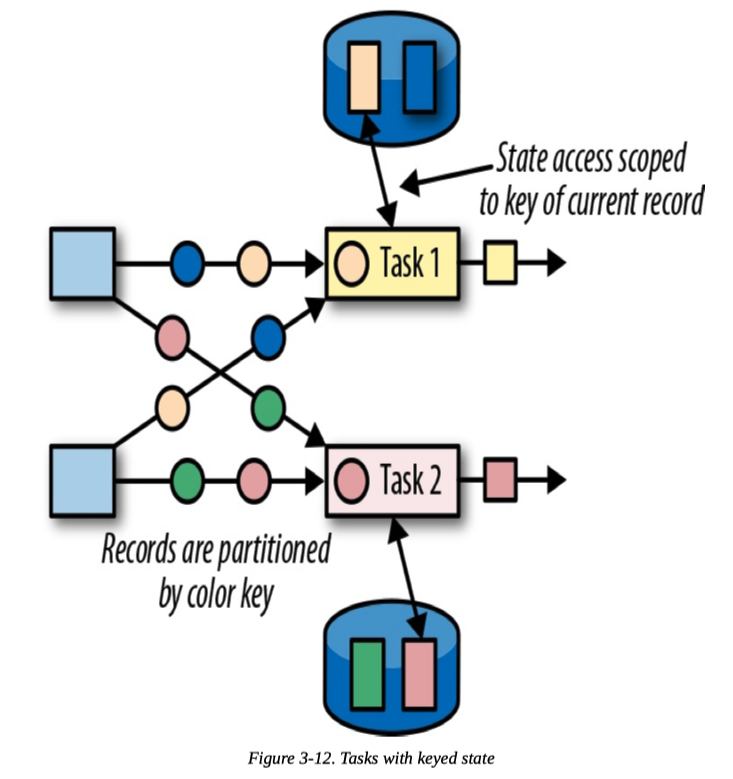 State access scoped
to key of current record
Task 1
Task 2
Records are partitioned
by color key
Figure 3-12. Tasks with keyed state